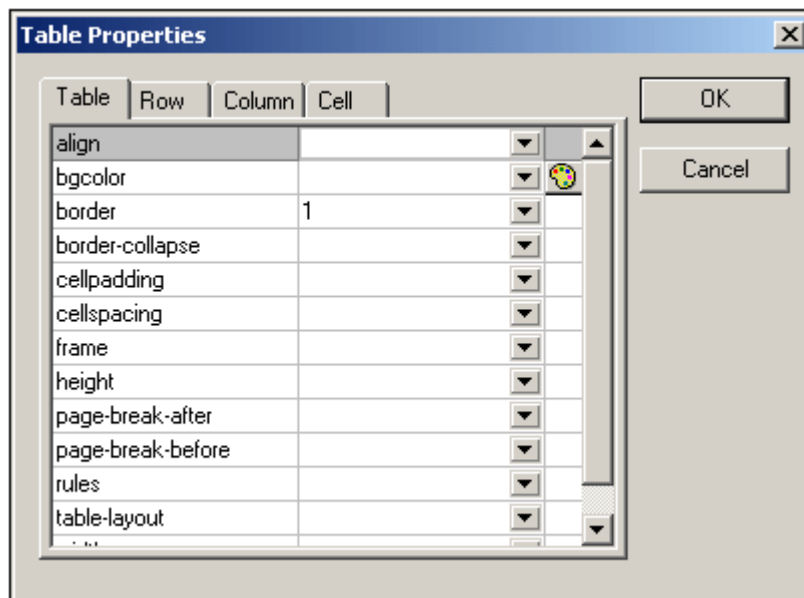 Table Properties
Table Row Column Cell
OK
Cancel
align
bgcolor
border 1
border-collapse
cellpadding
cellspacing
frame
height
page-break-after
page-break-before
rules
table-layout